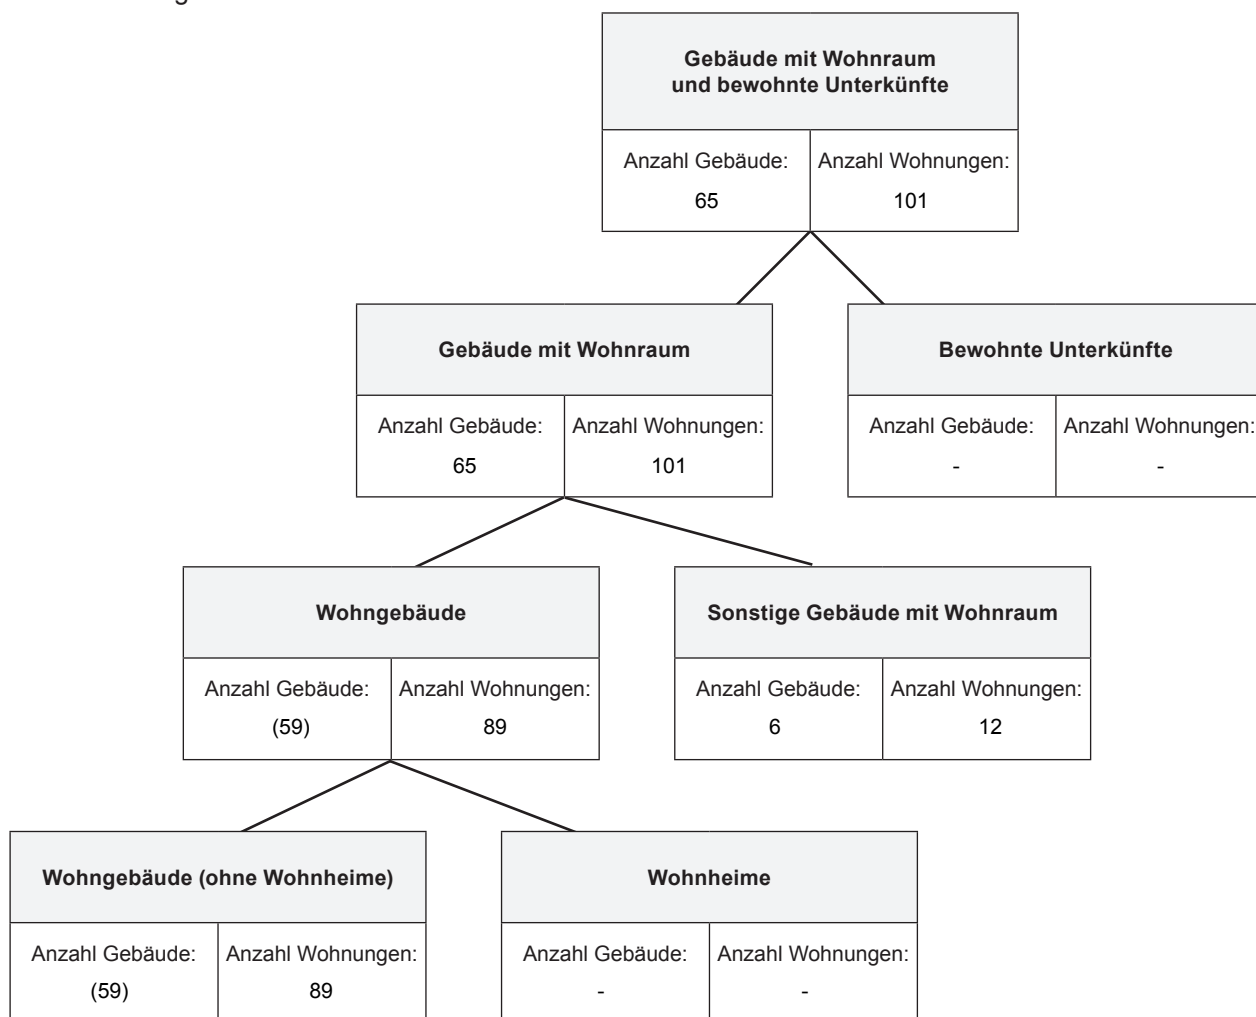 Gebäude mit Wohnraum
und bewohnte Unterkünfte
Anzahl Gebäude: Anzahl Wohnungen:
65 101
Gebäude mit Wohnraum
Bewohnte Unterkünfte
Anzahl Gebäude: Anzahl Wohnungen:
65 101
Anzahl Gebäude: Anzahl Wohnungen:
- -
Wohngebäude
Sonstige Gebäude mit Wohnraum
Anzahl Gebäude: Anzahl Wohnungen:
(59) 89
Anzahl Gebäude: Anzahl Wohnungen:
6 12
Wohngebäude (ohne Wohnheime)
Wohnheime
Anzahl Gebäude: Anzahl Wohnungen:
(59) 89
Anzahl Gebäude: Anzahl Wohnungen:
- -